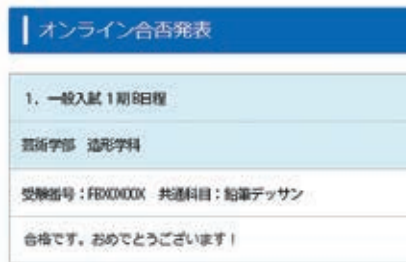 オンライン合否発表
1. 一般入試1期B日程
芸術学部 造形学科
受験番号:FBX0X00X 共通科目:鉛筆デッサン
合格です。おめでとうございます!